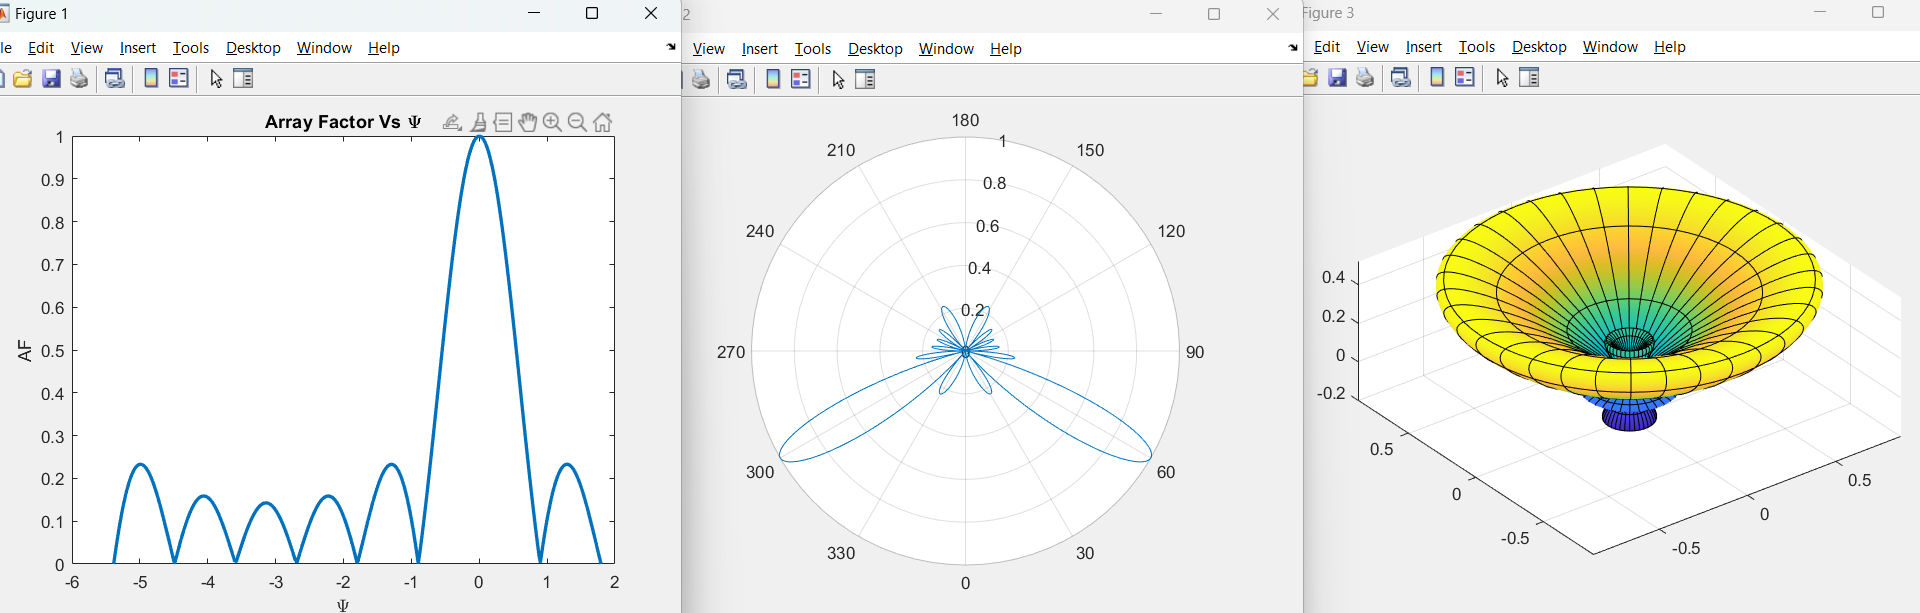 Figure 1
le Edit View Insert Tools Desktop Window Help
Array Factor Vs Ψ
1
0.9
0.8
0.7
0.6
0.5
0.4
0.3
0.2
0.1
0
AF
-6 -5 -4 -3 -2 -1 0 1 2
Ψ
2
View Insert Tools Desktop Window Help
180
210 1 150
0.8
240 0.6 120
0.4
0.2
270 90
300 60
330 30
0
Figure 3
Edit View Insert Tools Desktop Window Help
0.4
0.2
0
-0.2
0.5
0
-0.5
0.5
0
-0.5